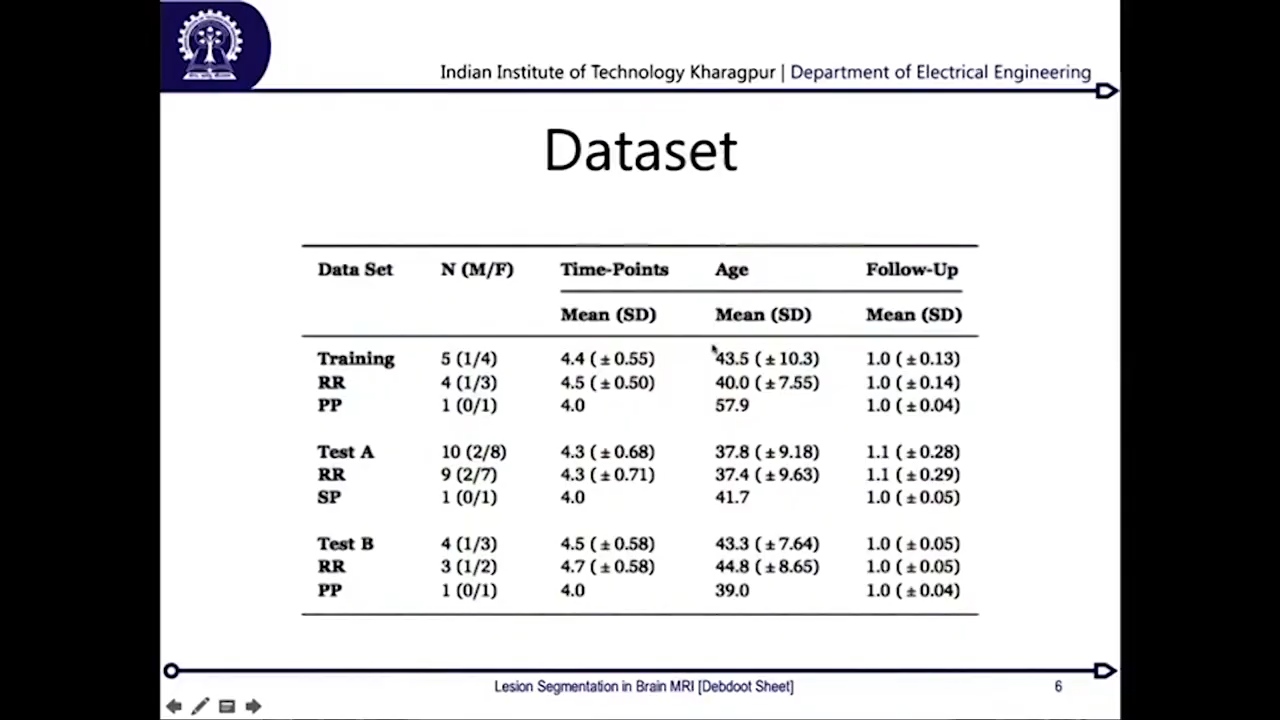 Indian Institute of Technology Kharagpur | Department of Electrical Engineering
Dataset
Data Set N (M/F) Time-Points Age Follow-Up
Mean (SD) Mean (SD) Mean (SD)
Training 5 (1/4) 4.4 ( ± 0.55) 43.5 ( ± 10.3) 1.0 ( ± 0.13)
RR 4 (1/3) 4.5 ( ± 0.50) 40.0 ( ± 7.55) 1.0 ( ± 0.14)
PP 1 (0/1) 4.0 57.9 1.0 ( ± 0.04)
Test A 10 (2/8) 4.3 ( ± 0.68) 37.8 ( ± 9.18) 1.1 ( ± 0.28)
RR 9 (2/7) 4.3 ( ± 0.71) 37.4 ( ± 9.63) 1.1 ( ± 0.29)
SP 1 (0/1) 4.0 41.7 1.0 ( ± 0.05)
Test B 4 (1/3) 4.5 ( ± 0.58) 43.3 ( ± 7.64) 1.0 ( ± 0.05)
RR 3 (1/2) 4.7 ( ± 0.58) 44.8 ( ± 8.65) 1.0 ( ± 0.05)
PP 1 (0/1) 4.0 39.0 1.0 ( ± 0.04)
Lesion Segmentation in Brain MRI [Debdoot Sheet] 6